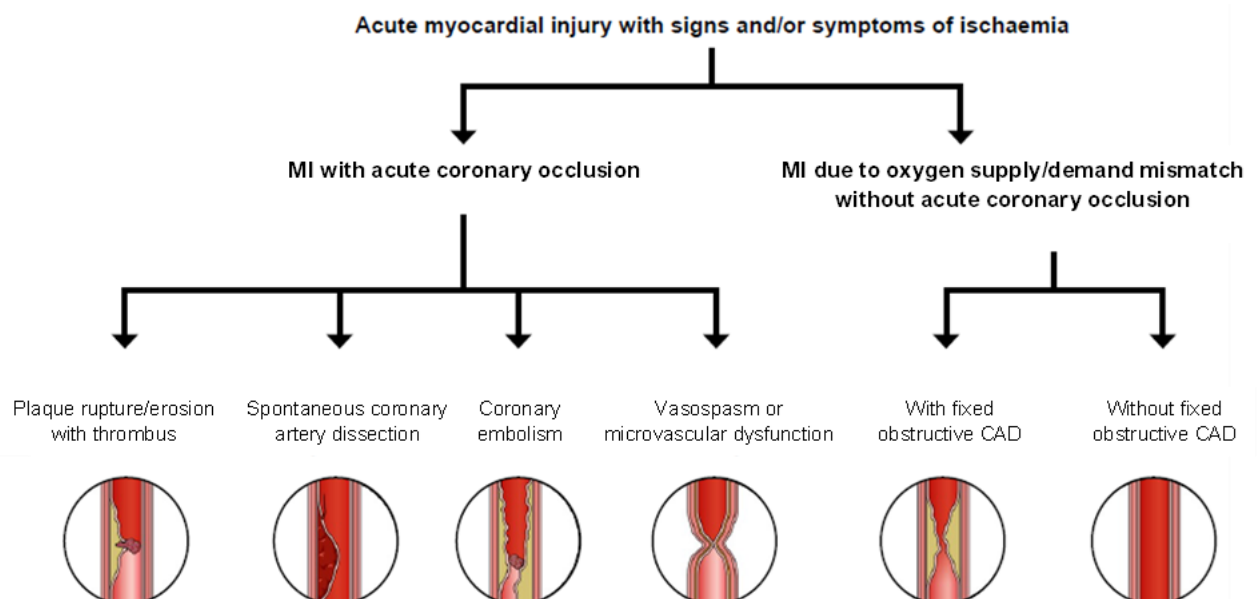 Acute myocardial injury with signs and/or symptoms of ischaemia
MI with acute coronary occlusion
MI due to oxygen supply/demand mismatch
without acute coronary occlusion
Plaque rupture/erosion
with thrombus
Spontaneous coronary
artery dissection
Coronary
embolism
Vasospasm or
microvascular dysfunction
With fixed
obstructive CAD
Without fixed
obstructive CAD